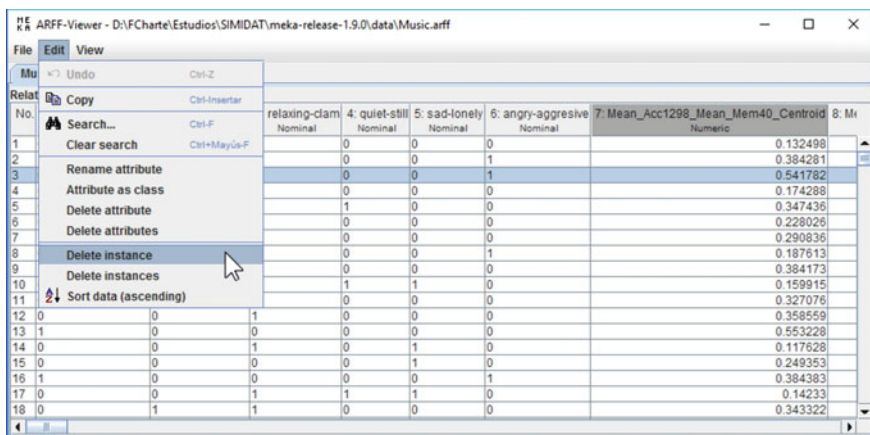 ARFF-Viewer - D:\FCharte\Estudios\SIMIDAT\meka-release-1.9.0\data\Music.arff
File Edit View
Mu
Relat
Undo Ctrl-Z
Copy Ctrl-Insertar
Search... Ctrl-F
Clear search Ctrl+Mayús-F
Rename attribute
Attribute as class
Delete attribute
Delete attributes
Delete instance
Delete instances
Sort data (ascending)
No. relaxing-clam 4: quiet-still 5: sad-lonely 6: angry-aggresive 7: Mean_Acc1298_Mean_Mem40_Centroid 8: Me
Nominal Nominal Nominal Nominal Numeric
1 0 0 0 0.132498
2 0 0 1 0.384281
3 0 0 1 0.541782
4 0 0 0 0.174288
5 1 0 0 0.347436
6 0 0 0 0.228026
7 0 0 0 0.290836
8 0 0 1 0.187613
9 0 0 0 0.384173
10 1 1 0 0.159915
11 0 0 0 0.327076
12 0 0 1 0 0 0 0.358559
13 1 0 0 0 0 0 0.553228
14 0 0 1 0 1 0 0.117628
15 0 0 0 0 1 0 0.249353
16 1 0 0 0 0 1 0.384383
17 0 0 1 1 1 0 0.14233
18 0 1 1 0 0 0 0.343322